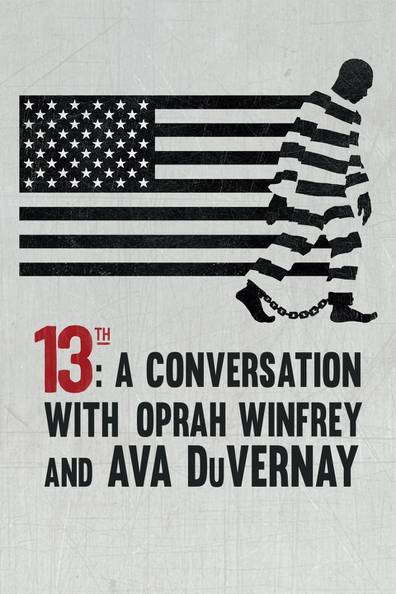 13TH: A CONVERSATION
WITH OPRAH WINFREY
AND AVA DuVERNAY